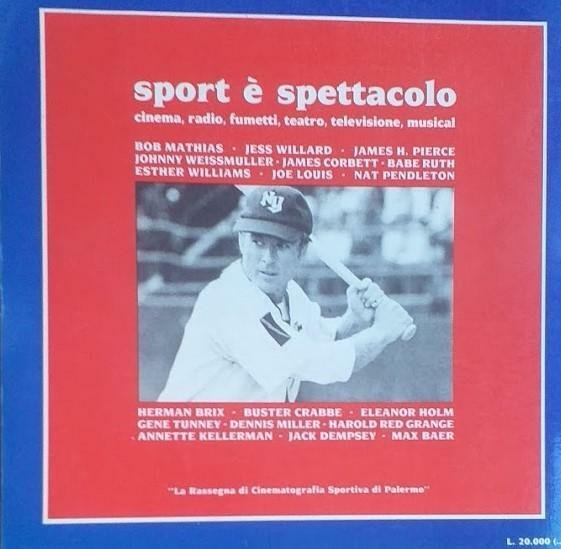 sport è spettacolo
cinema, radio, fumetti, teatro, televisione, musical
BOB MATHIAS · JESS WILLARD · JAMES H. PIERCE
JOHNNY WEISSMULLER · JAMES CORBETT · BABE RUTH
ESTHER WILLIAMS · JOE LOUIS · NAT PENDLETON
NY
HERMAN BRIX · BUSTER CRABBE · ELEANOR HOLM
GENE TUNNEY · DENNIS MILLER · HAROLD RED GRANGE
ANNETTE KELLERMAN · JACK DEMPSEY · MAX BAER
"La Rassegna di Cinematografia Sportiva di Palermo"
L. 20.000 (..